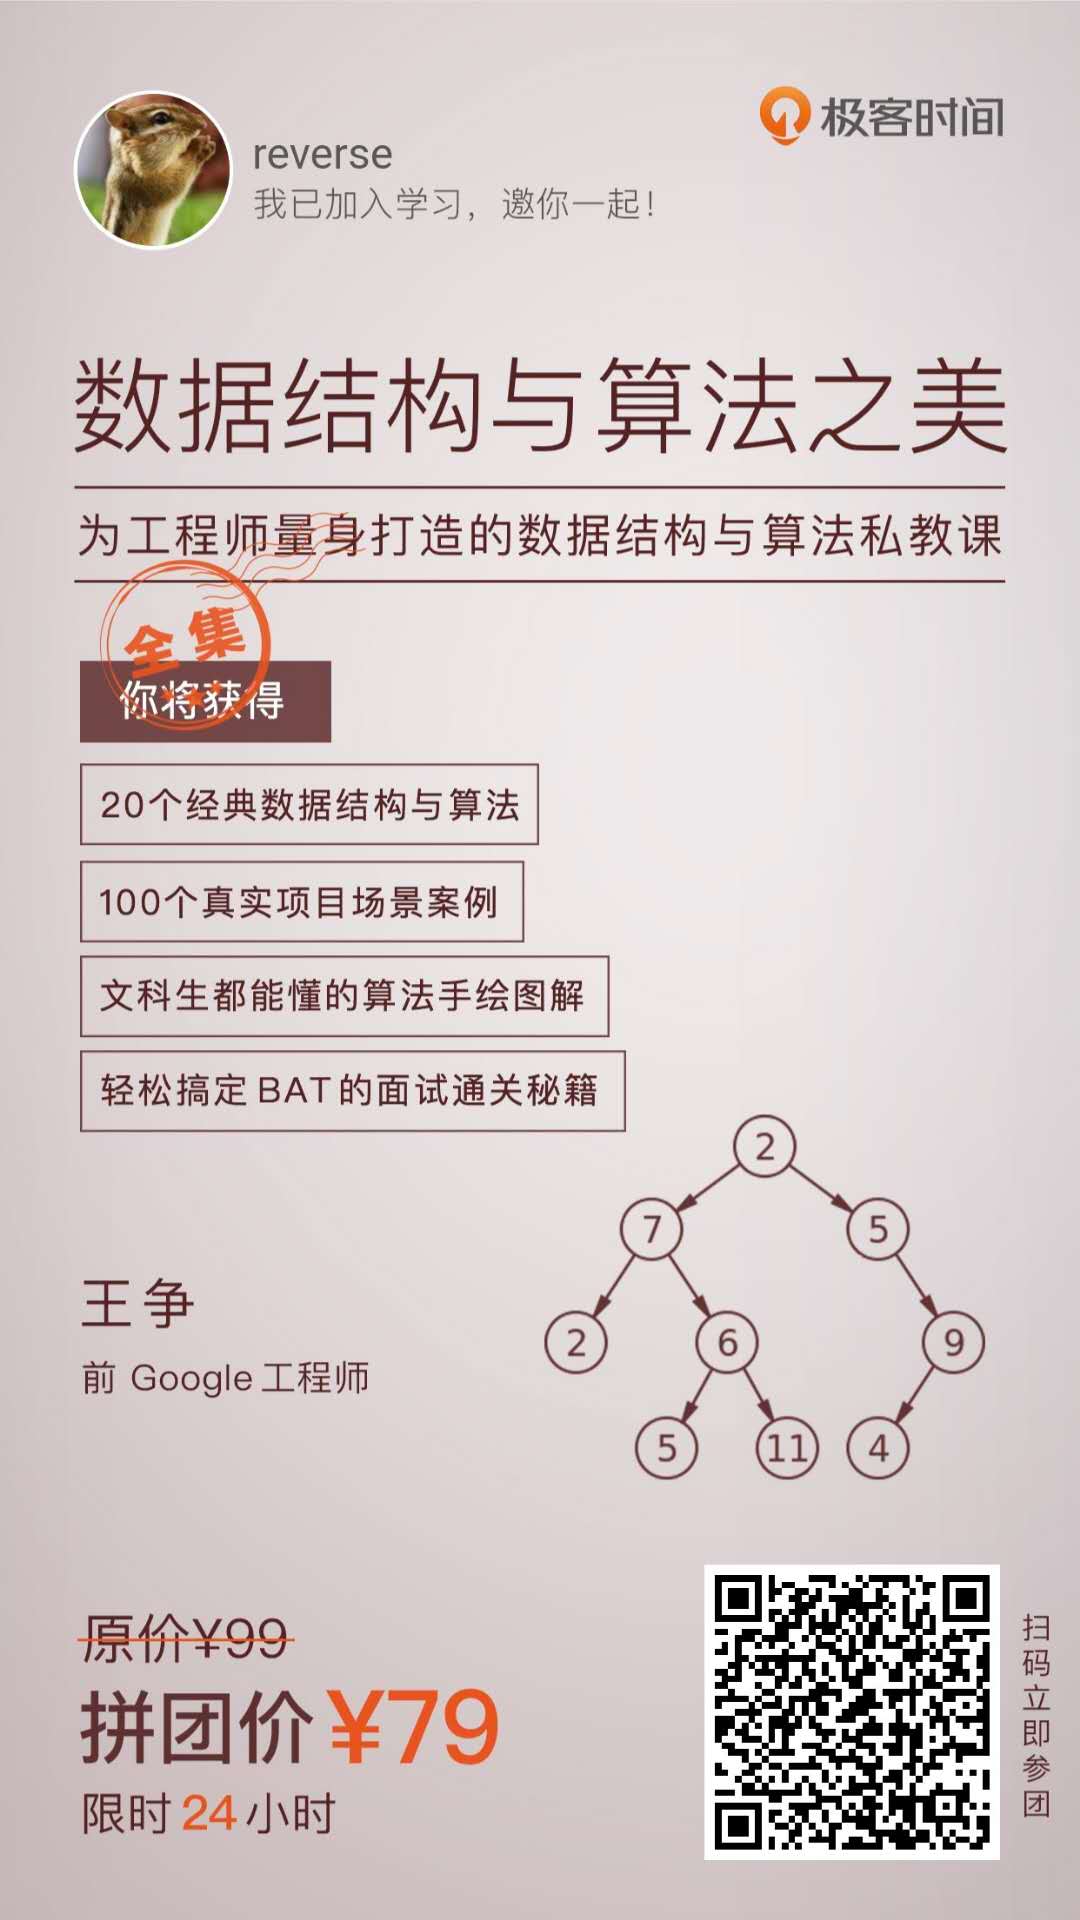 极客时间
reverse
我已加入学习，邀你一起！
数据结构与算法之美
为工程师量身打造的数据结构与算法私教课
全集
你将获得
20个经典数据结构与算法
100个真实项目场景案例
文科生都能懂的算法手绘图解
轻松搞定 BAT 的面试通关秘籍
2
7 5
2 6 9
5 11 4
王争
前 Google 工程师
原价¥99
拼团价¥79
限时 24 小时
扫码立即参团